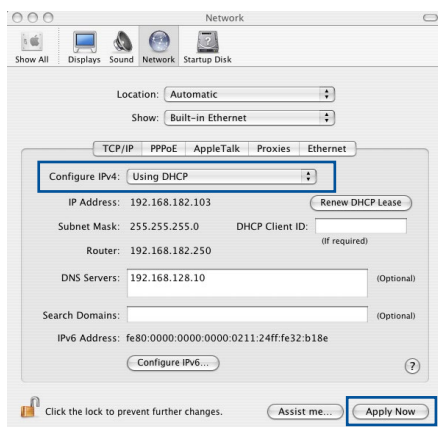 Network
Show All Displays Sound Network Startup Disk
Location: Automatic
Show: Built-in Ethernet
TCP/IP PPPoE AppleTalk Proxies Ethernet
Configure IPv4: Using DHCP
IP Address: 192.168.182.103 Renew DHCP Lease
Subnet Mask: 255.255.255.0 DHCP Client ID:
(If required)
Router: 192.168.182.250
DNS Servers: 192.168.128.10 (Optional)
Search Domains: (Optional)
IPv6 Address: fe80:0000:0000:0000:0211:24ff:fe32:b18e
Configure IPv6... ?
Click the lock to prevent further changes. Assist me... Apply Now